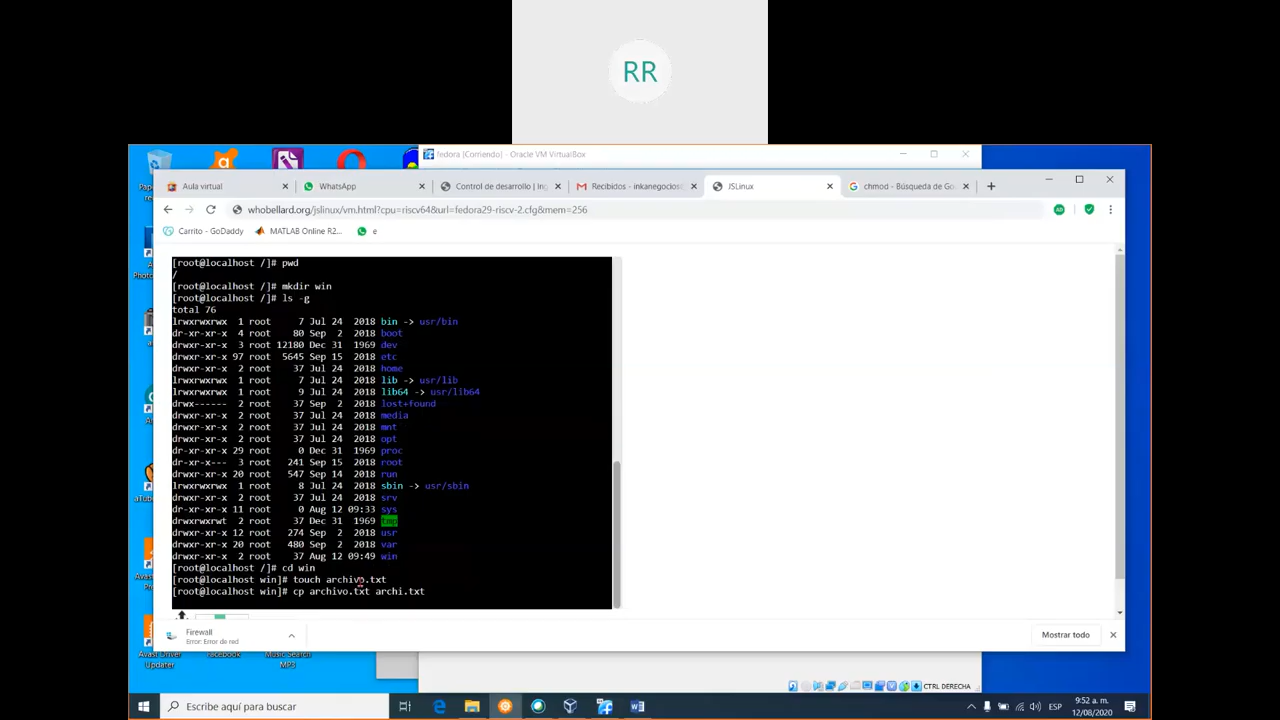 RR
fedora [Corriendo] - Oracle VM VirtualBox
Aula virtual
WhatsApp
Control de desarrollo | Ing
Recibidos - inkanegocios
JSLinux
chmod - Búsqueda de Go
whobellard.org/jslinux/vm.html?cpu=riscv64&url=fedora29-riscv-2.cfg&mem=256
Carrito - GoDaddy
MATLAB Online R2...
e
[root@localhost /]# pwd
/
[root@localhost /]# mkdir win
[root@localhost /]# ls -g
total 76
lrwxrwxrwx 1 root 7 Jul 24 2018 bin -> usr/bin
dr-xr-xr-x 4 root 80 Sep 2 2018 boot
drwxr-xr-x 3 root 12180 Dec 31 1969 dev
drwxr-xr-x 97 root 5645 Sep 15 2018 etc
drwxr-xr-x 2 root 37 Jul 24 2018 home
lrwxrwxrwx 1 root 7 Jul 24 2018 lib -> usr/lib
lrwxrwxrwx 1 root 9 Jul 24 2018 lib64 -> usr/lib64
drwx------ 2 root 37 Sep 2 2018 lost+found
drwxr-xr-x 2 root 37 Jul 24 2018 media
drwxr-xr-x 2 root 37 Jul 24 2018 mnt
drwxr-xr-x 2 root 37 Jul 24 2018 opt
dr-xr-xr-x 29 root 0 Dec 31 1969 proc
dr-xr-x--- 3 root 241 Sep 15 2018 root
drwxr-xr-x 20 root 547 Sep 14 2018 run
lrwxrwxrwx 1 root 8 Jul 24 2018 sbin -> usr/sbin
drwxr-xr-x 2 root 37 Jul 24 2018 srv
dr-xr-xr-x 11 root 0 Aug 12 09:33 sys
drwxrwxrwt 2 root 37 Dec 31 1969 tmp
drwxr-xr-x 12 root 274 Sep 2 2018 usr
drwxr-xr-x 20 root 480 Sep 2 2018 var
drwxr-xr-x 2 root 37 Aug 12 09:49 win
[root@localhost /]# cd win
[root@localhost win]# touch archivo.txt
[root@localhost win]# cp archivo.txt archi.txt
Firewall
Error: Error de red
Mostrar todo
Avast Driver
Updater
Facebook
Music Search
MP3
CTRL DERECHA
Escribe aquí para buscar
ESP
9:52 a. m.
12/08/2020